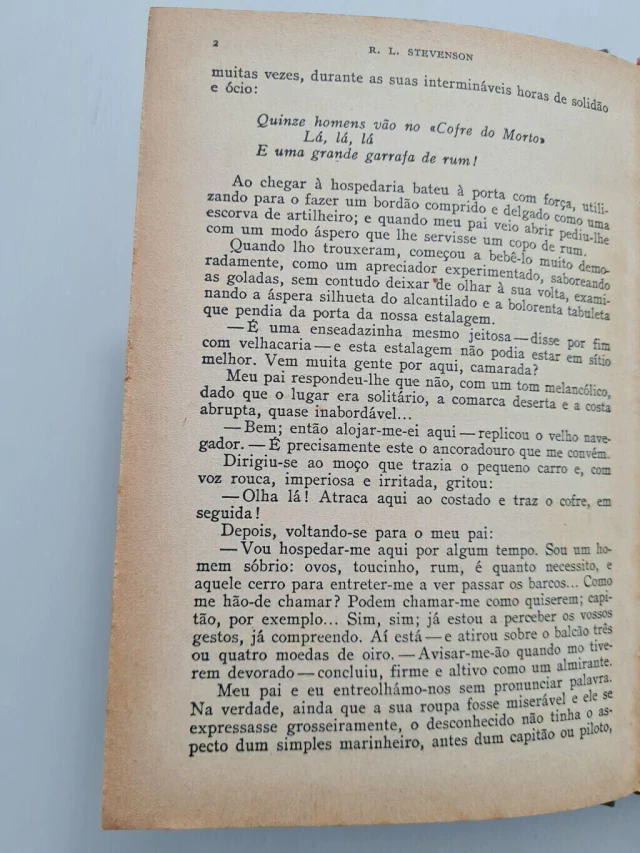 2
R. L. STEVENSON
muitas vezes, durante as suas intermináveis horas de solidão
e ócio:
Quinze homens vão no «Cofre do Morto»
Lá, lá, lá
E uma grande garrafa de rum!
Ao chegar à hospedaria bateu à porta com força, utili-
zando para o fazer um bordão comprido e delgado como uma
escorva de artilheiro; e quando meu pai veio abrir pediu-lhe
com um modo áspero que lhe servisse um copo de rum.
Quando lho trouxeram, começou a bebê-lo muito demo-
radamente, como um apreciador experimentado, saboreando
as goladas, sem contudo deixar de olhar à sua volta, exami-
nando a áspera silhueta do alcantilado e a bolorenta tabuleta
que pendia da porta da nossa estalagem.
— É uma enseadazinha mesmo jeitosa — disse por fim
com velhacaria — e esta estalagem não podia estar em sítio
melhor. Vem muita gente por aqui, camarada?
Meu pai respondeu-lhe que não, com um tom melancólico,
dado que o lugar era solitário, a comarca deserta e a costa
abrupta, quase inabordável...
— Bem; então alojar-me-ei aqui — replicou o velho nave-
gador. — É precisamente este o ancoradouro que me convém.
Dirigiu-se ao moço que trazia o pequeno carro e, com
voz rouca, imperiosa e irritada, gritou:
— Olha lá! Atraca aqui ao costado e traz o cofre, em
seguida!
Depois, voltando-se para o meu pai:
— Vou hospedar-me aqui por algum tempo. Sou um ho-
mem sóbrio: ovos, toucinho, rum, é quanto necessito, e
aquele cerro para entreter-me a ver passar os barcos... Como
me hão-de chamar? Podem chamar-me como quiserem; capi-
tão, por exemplo... Sim, sim; já estou a perceber os vossos
gestos, já compreendo. Aí está — e atirou sobre o balcão três
ou quatro moedas de oiro. — Avisar-me-ão quando mo tive-
rem devorado — concluiu, firme e altivo como um almirante.
Meu pai e eu entreolhámo-nos sem pronunciar palavra.
Na verdade, ainda que a sua roupa fosse miserável e ele se
expressasse grosseiramente, o desconhecido não tinha o as-
pecto dum simples marinheiro, antes dum capitão ou piloto,